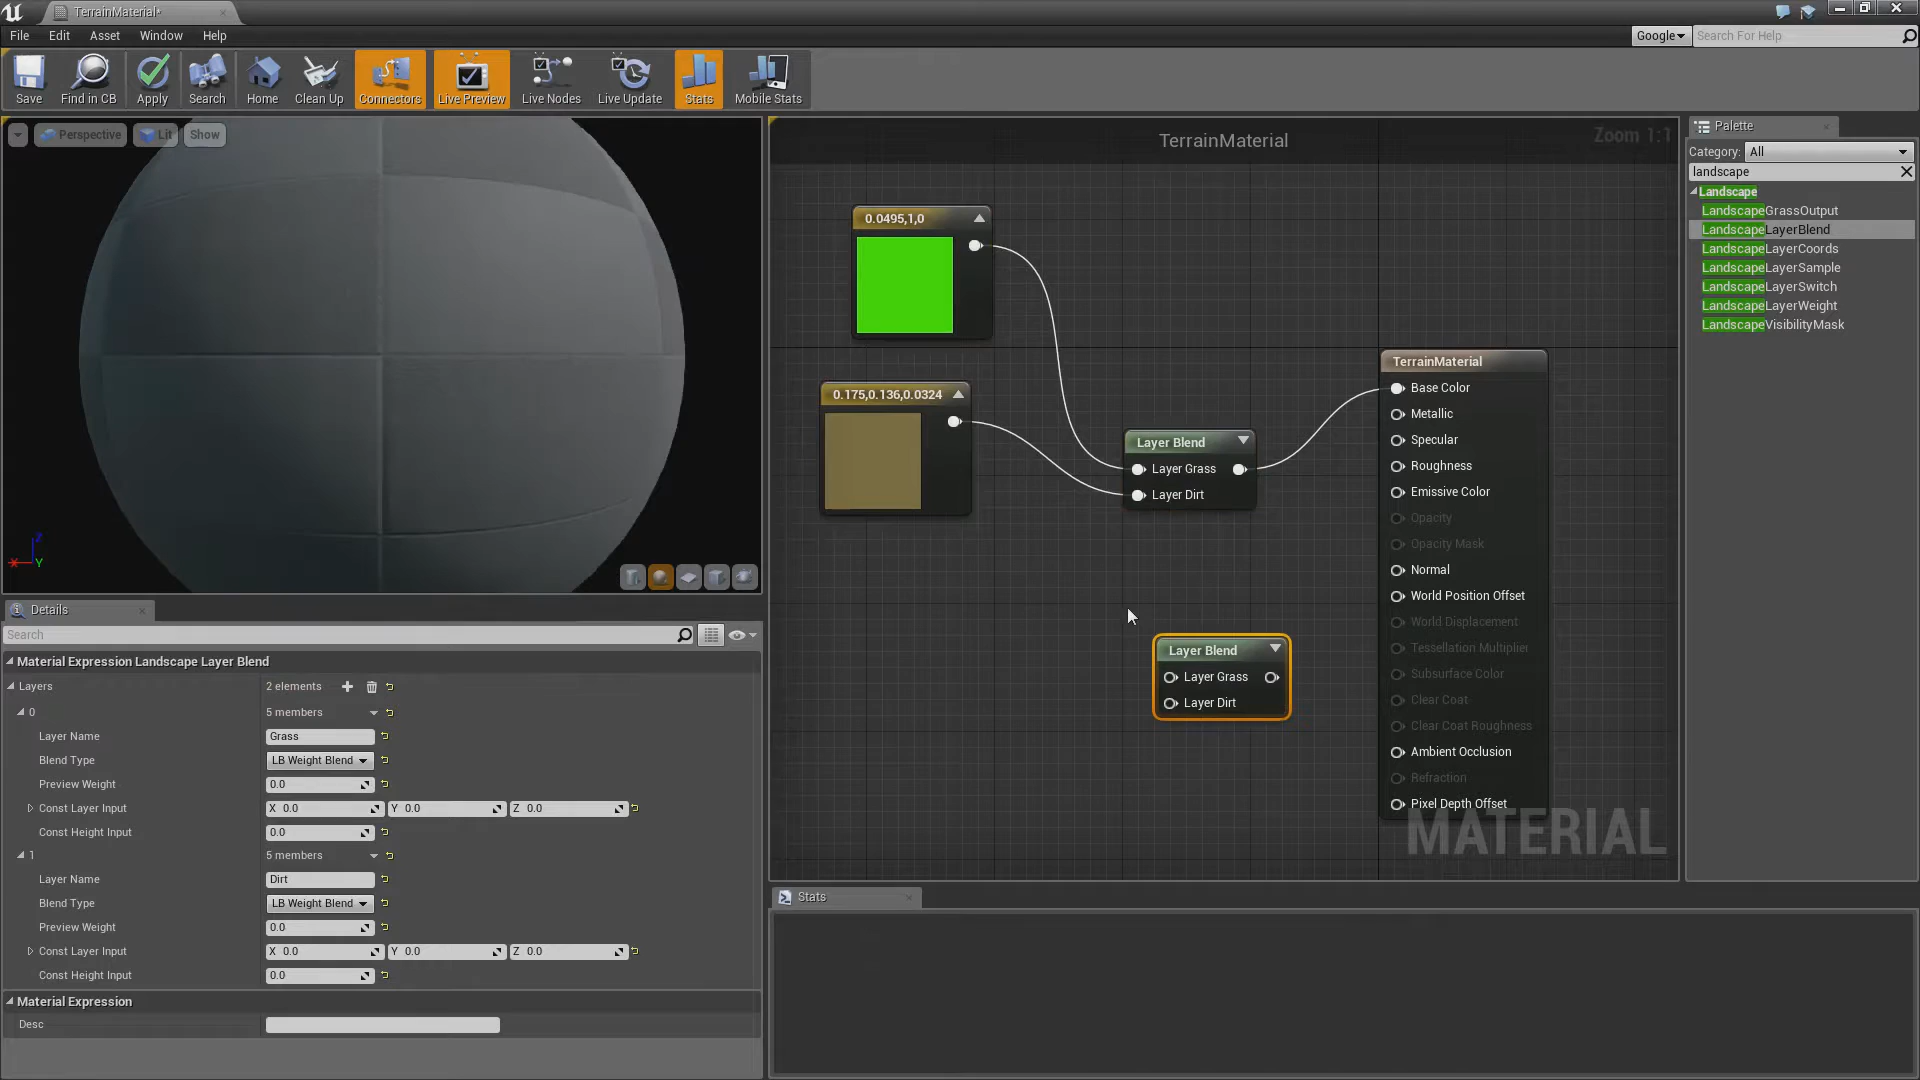 TerrainMaterial*
File Edit Asset Window Help
Google Search For Help
Save Find in CB Apply Search Home Clean Up Connectors Live Preview Live Nodes Live Update Stats Mobile Stats
Perspective Lit Show
Z
X Y
TerrainMaterial
Zoom 1:1
0.0495,1,0
0.175,0.136,0.0324
Layer Blend
Layer Grass
Layer Dirt
Layer Blend
Layer Grass
Layer Dirt
TerrainMaterial
Base Color
Metallic
Specular
Roughness
Emissive Color
Opacity
Opacity Mask
Normal
World Position Offset
World Displacement
Tessellation Multiplier
Subsurface Color
Clear Coat
Clear Coat Roughness
Ambient Occlusion
Refraction
Pixel Depth Offset
MATERIAL
Palette
Category: All
landscape
Landscape
LandscapeGrassOutput
LandscapeLayerBlend
LandscapeLayerCoords
LandscapeLayerSample
LandscapeLayerSwitch
LandscapeLayerWeight
LandscapeVisibilityMask
Details
Search
Material Expression Landscape Layer Blend
Layers 2 elements
0 5 members
Layer Name Grass
Blend Type LB Weight Blend
Preview Weight 0.0
Const Layer Input X 0.0 Y 0.0 Z 0.0
Const Height Input 0.0
1 5 members
Layer Name Dirt
Blend Type LB Weight Blend
Preview Weight 0.0
Const Layer Input X 0.0 Y 0.0 Z 0.0
Const Height Input 0.0
Material Expression
Desc
Stats